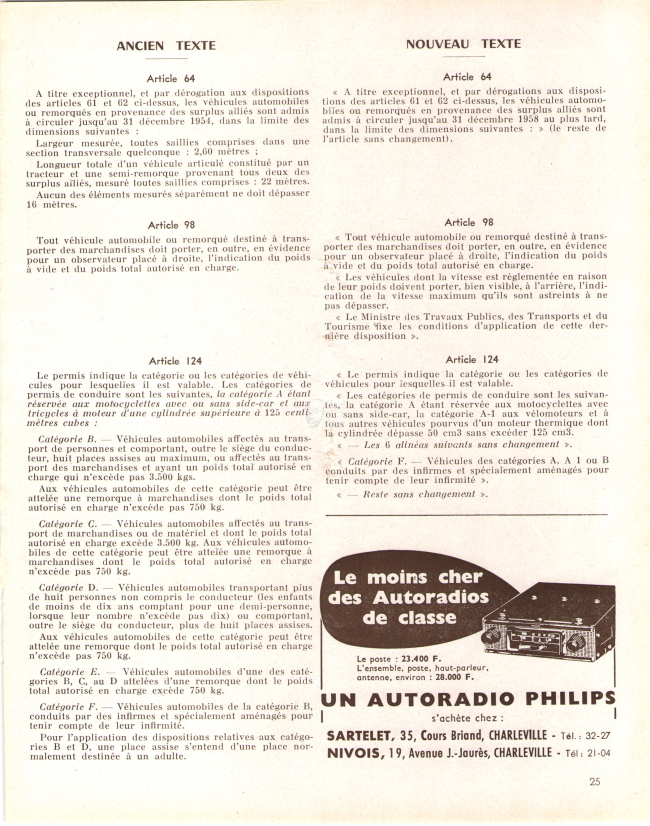 ANCIEN TEXTE
Article 64
A titre exceptionnel, et par dérogation aux dispositions
des articles 61 et 62 ci-dessus, les véhicules automobiles
ou remorqués en provenance des surplus alliés sont admis
à circuler jusqu'au 31 décembre 1954, dans la limite des
dimensions suivantes :
Largeur mesurée, toutes saillies comprises dans une
section transversale quelconque : 2,60 mètres ;
Longueur totale d'un véhicule articulé constitué par un
tracteur et une semi-remorque provenant tous deux des
surplus alliés, mesuré toutes saillies comprises : 22 mètres.
Aucun des éléments mesurés séparément ne doit dépasser
16 mètres.
Article 98
Tout véhicule automobile ou remorqué destiné à trans-
porter des marchandises doit porter, en outre, en évidence
pour un observateur placé à droite, l'indication du poids
à vide et du poids total autorisé en charge.
Article 124
Le permis indique la catégorie ou les catégories de véhi-
cules pour lesquelles il est valable. Les catégories de
permis de conduire sont les suivantes, la catégorie A étant
réservée aux motocyclettes avec ou sans side-car et aux
tricycles à moteur d'une cylindrée supérieure à 125 centi-
mètres cubes :
Catégorie B. — Véhicules automobiles affectés au trans-
port de personnes et comportant, outre le siège du conduc-
teur, huit places assises au maximum, ou affectés au trans-
port des marchandises et ayant un poids total autorisé en
charge qui n'excède pas 3.500 kgs.
Aux véhicules automobiles de cette catégorie peut être
attelée une remorque à marchandises dont le poids total
autorisé en charge n'excède pas 750 kg.
Catégorie C. — Véhicules automobiles affectés au trans-
port de marchandises ou de matériel et dont le poids total
autorisé en charge excède 3.500 kg. Aux véhicules automo-
biles de cette catégorie peut être attelée une remorque à
marchandises dont le poids total autorisé en charge
n'excède pas 750 kg.
Catégorie D. — Véhicules automobiles transportant plus
de huit personnes non compris le conducteur (les enfants
de moins de dix ans comptant pour une demi-personne,
lorsque leur nombre n'excède pas dix) ou comportant,
outre le siège du conducteur, plus de huit places assises.
Aux véhicules automobiles de cette catégorie peut être
attelée une remorque dont le poids total autorisé en charge
n'excède pas 750 kg.
Catégorie E. — Véhicules automobiles d'une des caté-
gories B, C, au D attelées d'une remorque dont le poids
total autorisé en charge excède 750 kg.
Catégorie F. — Véhicules automobiles de la catégorie B,
conduits par des infirmes et spécialement aménagés pour
tenir compte de leur infirmité.
Pour l'application des dispositions relatives aux catégo-
ries B et D, une place assise s'entend d'une place nor-
malement destinée à un adulte.
NOUVEAU TEXTE
Article 64
« A titre exceptionnel, et par dérogations aux disposi-
tions des articles 61 et 62 ci-dessus, les véhicules automo-
biles ou remorqués en provenance des surplus alliés sont
admis à circuler jusqu'au 31 décembre 1958 au plus tard,
dans la limite des dimensions suivantes : » (le reste de
l'article sans changement).
Article 98
« Tout véhicule automobile ou remorqué destiné à trans-
porter des marchandises doit porter, en outre, en évidence
pour un observateur placé à droite, l'indication du poids
à vide et du poids total autorisé en charge.
« Les véhicules dont la vitesse est réglementée en raison
de leur poids doivent porter, bien visible, à l'arrière, l'indi-
cation de la vitesse maximum qu'ils sont astreints à ne
pas dépasser.
« Le Ministre des Travaux Publics, des Transports et du
Tourisme fixe les conditions d'application de cette der-
nière disposition ».
Article 124
« Le permis indique la catégorie ou les catégories de
véhicules pour lesquelles il est valable.
« Les catégories de permis de conduire sont les suivan-
tes, la catégorie A étant réservée aux motocyclettes avec
ou sans side-car, la catégorie A-1 aux vélomoteurs et à
tous autres véhicules pourvus d'un moteur thermique dont
la cylindrée dépasse 50 cm3 sans excéder 125 cm3.
« — Les 6 alinéas suivants sans changement ».
« Catégorie F. — Véhicules des catégories A. A 1 ou B
conduits par des infirmes et spécialement aménagés pour
tenir compte de leur infirmité ».
« — Reste sans changement ».
Le moins cher
des Autoradios
de classe
Le poste : 23.400 F.
L'ensemble, poste, haut-parleur,
antenne, environ : 28.000 F.
UN AUTORADIO PHILIPS
s'achète chez :
SARTELET, 35, Cours Briand, CHARLEVILLE - Tél. : 32-27
NIVOIS, 19, Avenue J.-Jaurès, CHARLEVILLE - Tél : 21-04
25